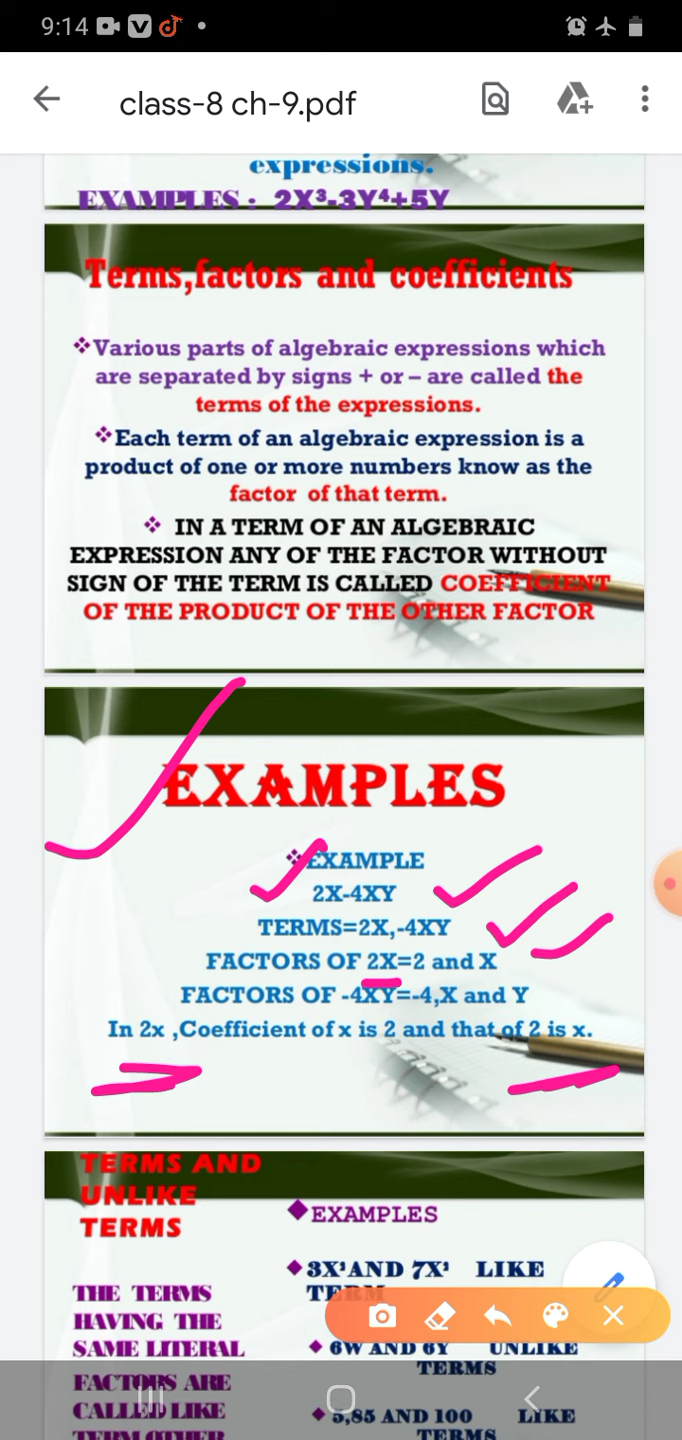 9:14
class-8 ch-9.pdf
expressions.
EXAMPLES : 2X³-3Y⁴+5Y
Terms,factors and coefficients
❖Various parts of algebraic expressions which
are separated by signs + or – are called the
terms of the expressions.
❖Each term of an algebraic expression is a
product of one or more numbers know as the
factor of that term.
❖ IN A TERM OF AN ALGEBRAIC
EXPRESSION ANY OF THE FACTOR WITHOUT
SIGN OF THE TERM IS CALLED COEFFICIENT
OF THE PRODUCT OF THE OTHER FACTOR
EXAMPLES
❖EXAMPLE
2X-4XY
TERMS=2X,-4XY
FACTORS OF 2X=2 and X
FACTORS OF -4XY=-4,X and Y
In 2x ,Coefficient of x is 2 and that of 2 is x.
TERMS AND
UNLIKE
TERMS
THE TERMS
HAVING THE
SAME LITERAL
FACTORS ARE
CALLED LIKE
TERM OTHER
◆EXAMPLES
◆3X¹AND 7X¹ LIKE
TERM
◆6W AND 6Y UNLIKE
TERMS
◆5,85 AND 100 LIKE
TERMS